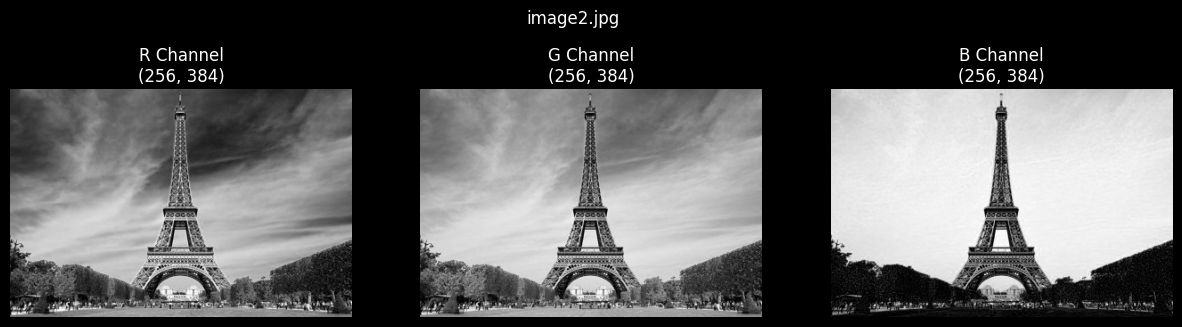 image2.jpg
R Channel
(256, 384)
G Channel
(256, 384)
B Channel
(256, 384)